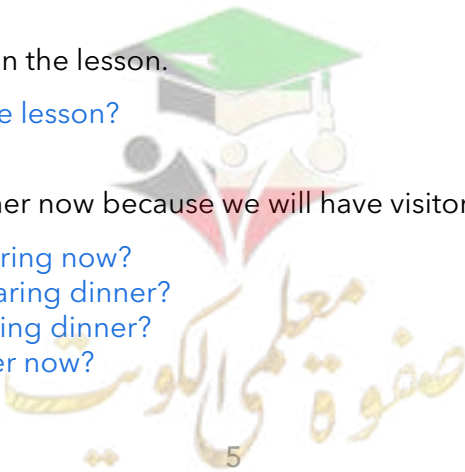 n the lesson.
e lesson?
ner now because we will have visitor
ring now?
aring dinner?
ing dinner?
er now?
صفوة معلمي الكويت
5